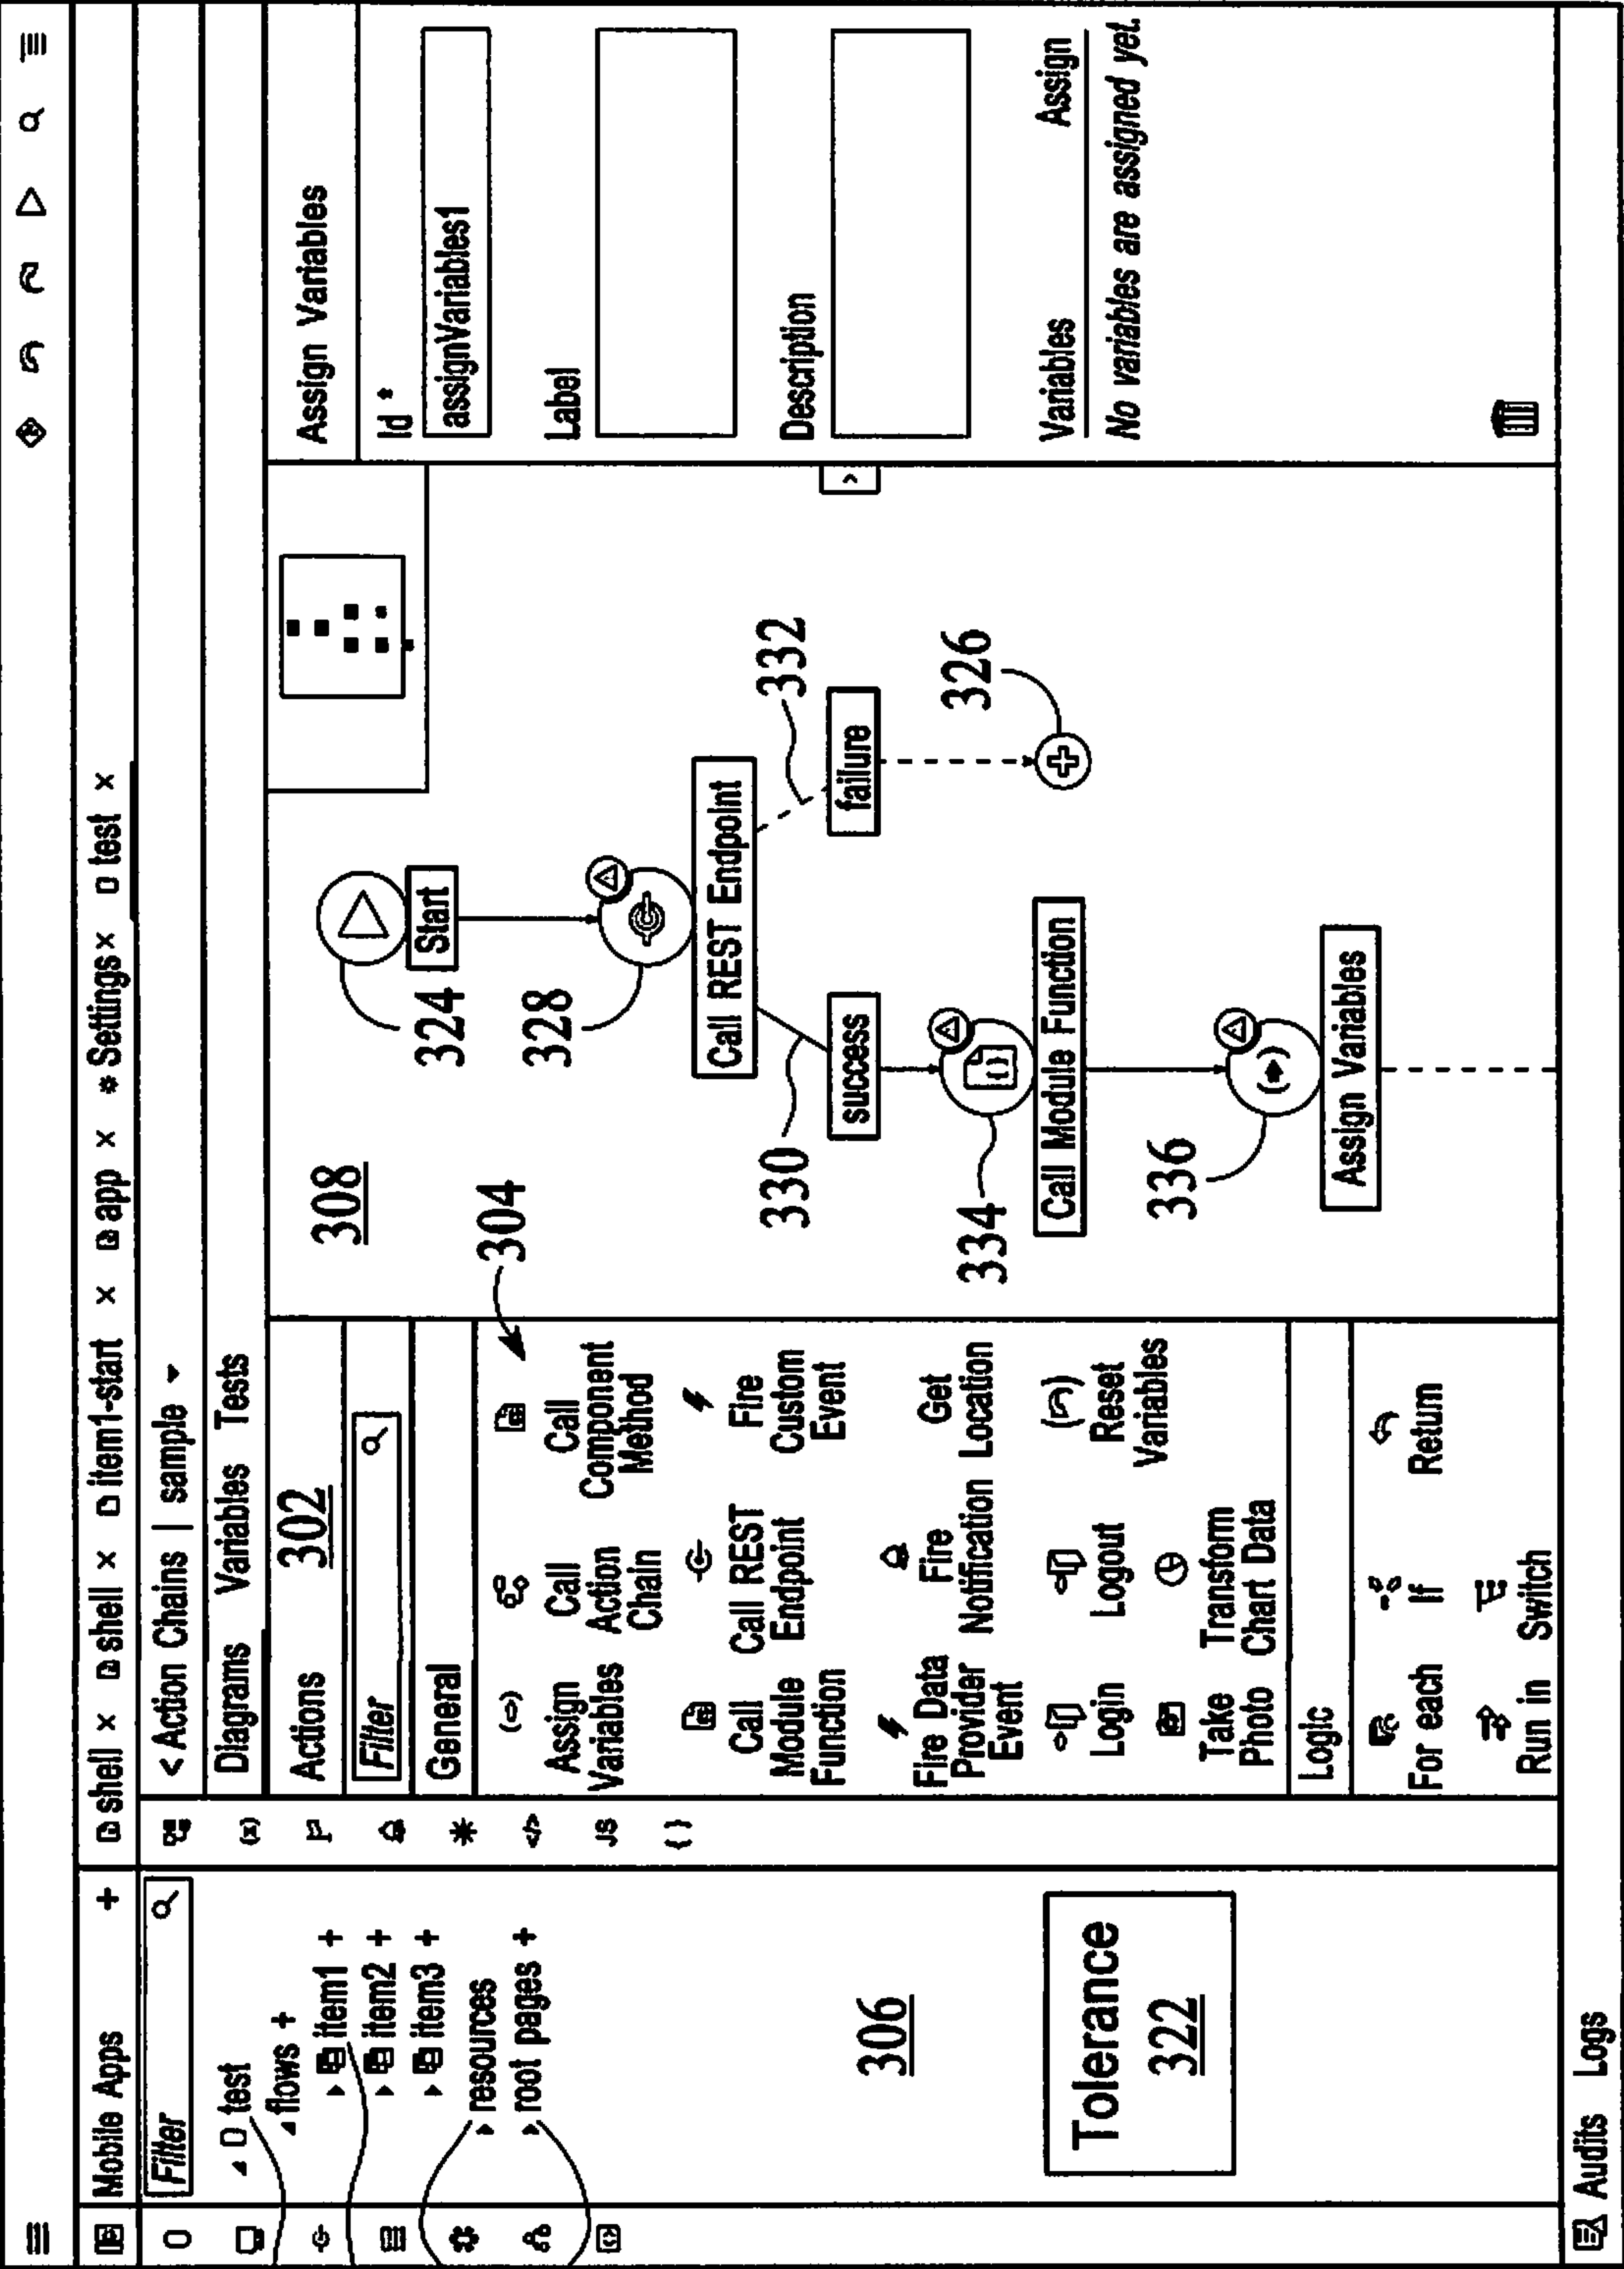 Mobile Apps +
shell × shell × item1-start × app × *Settings × test ×
Filter
test
flows +
item1 +
item2 +
item3 +
resources
root pages +
306
Tolerance
322
(x)
</>
JS
{ }
< Action Chains | sample
Diagrams Variables Tests
Actions 302
Filter
General
304
Assign Variables
Call Action Chain
Call Component Method
Call Module Function
Call REST Endpoint
Fire Custom Event
Fire Data Provider Event
Fire Notification
Get Location
Login
Logout
Reset Variables
Take Photo
Transform Chart Data
Logic
For each
If
Return
Run in
Switch
308
324
Start
328
Call REST Endpoint
330
332
success
failure
326
334
Call Module Function
336
Assign Variables
Assign Variables
Id *
assignVariables1
Label
Description
Variables Assign
No variables are assigned yet.
Audits Logs